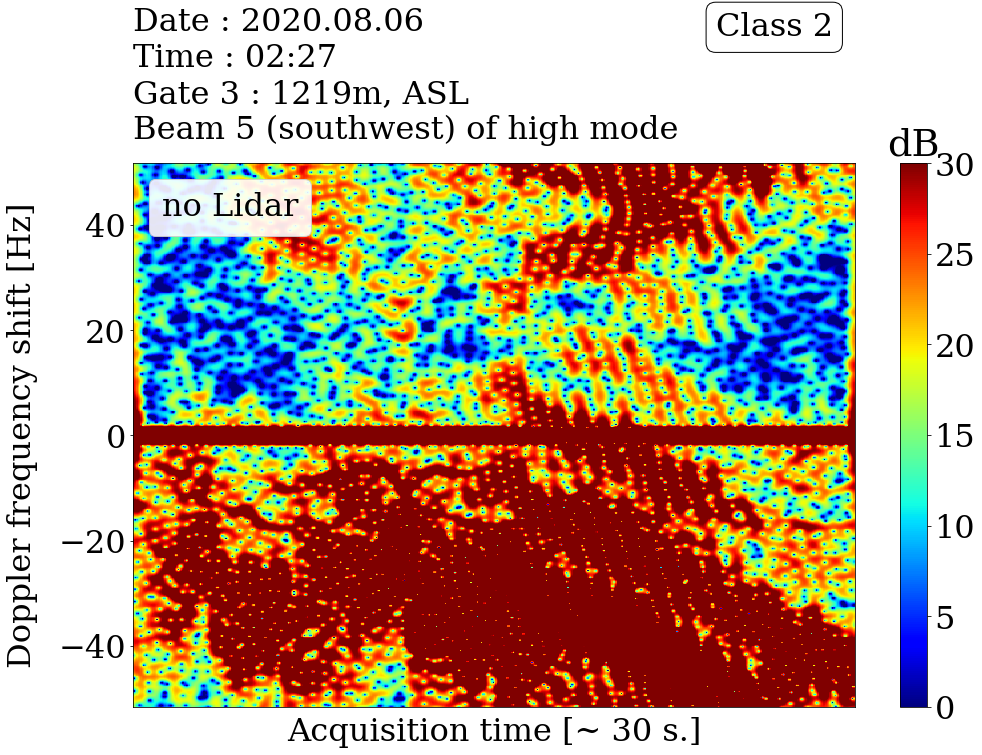 Date : 2020.08.06
Time : 02:27
Gate 3 : 1219m, ASL
Beam 5 (southwest) of high mode
Class 2
dB
no Lidar
Doppler frequency shift [Hz]
40
20
0
−20
−40
30
25
20
15
10
5
0
Acquisition time [~ 30 s.]